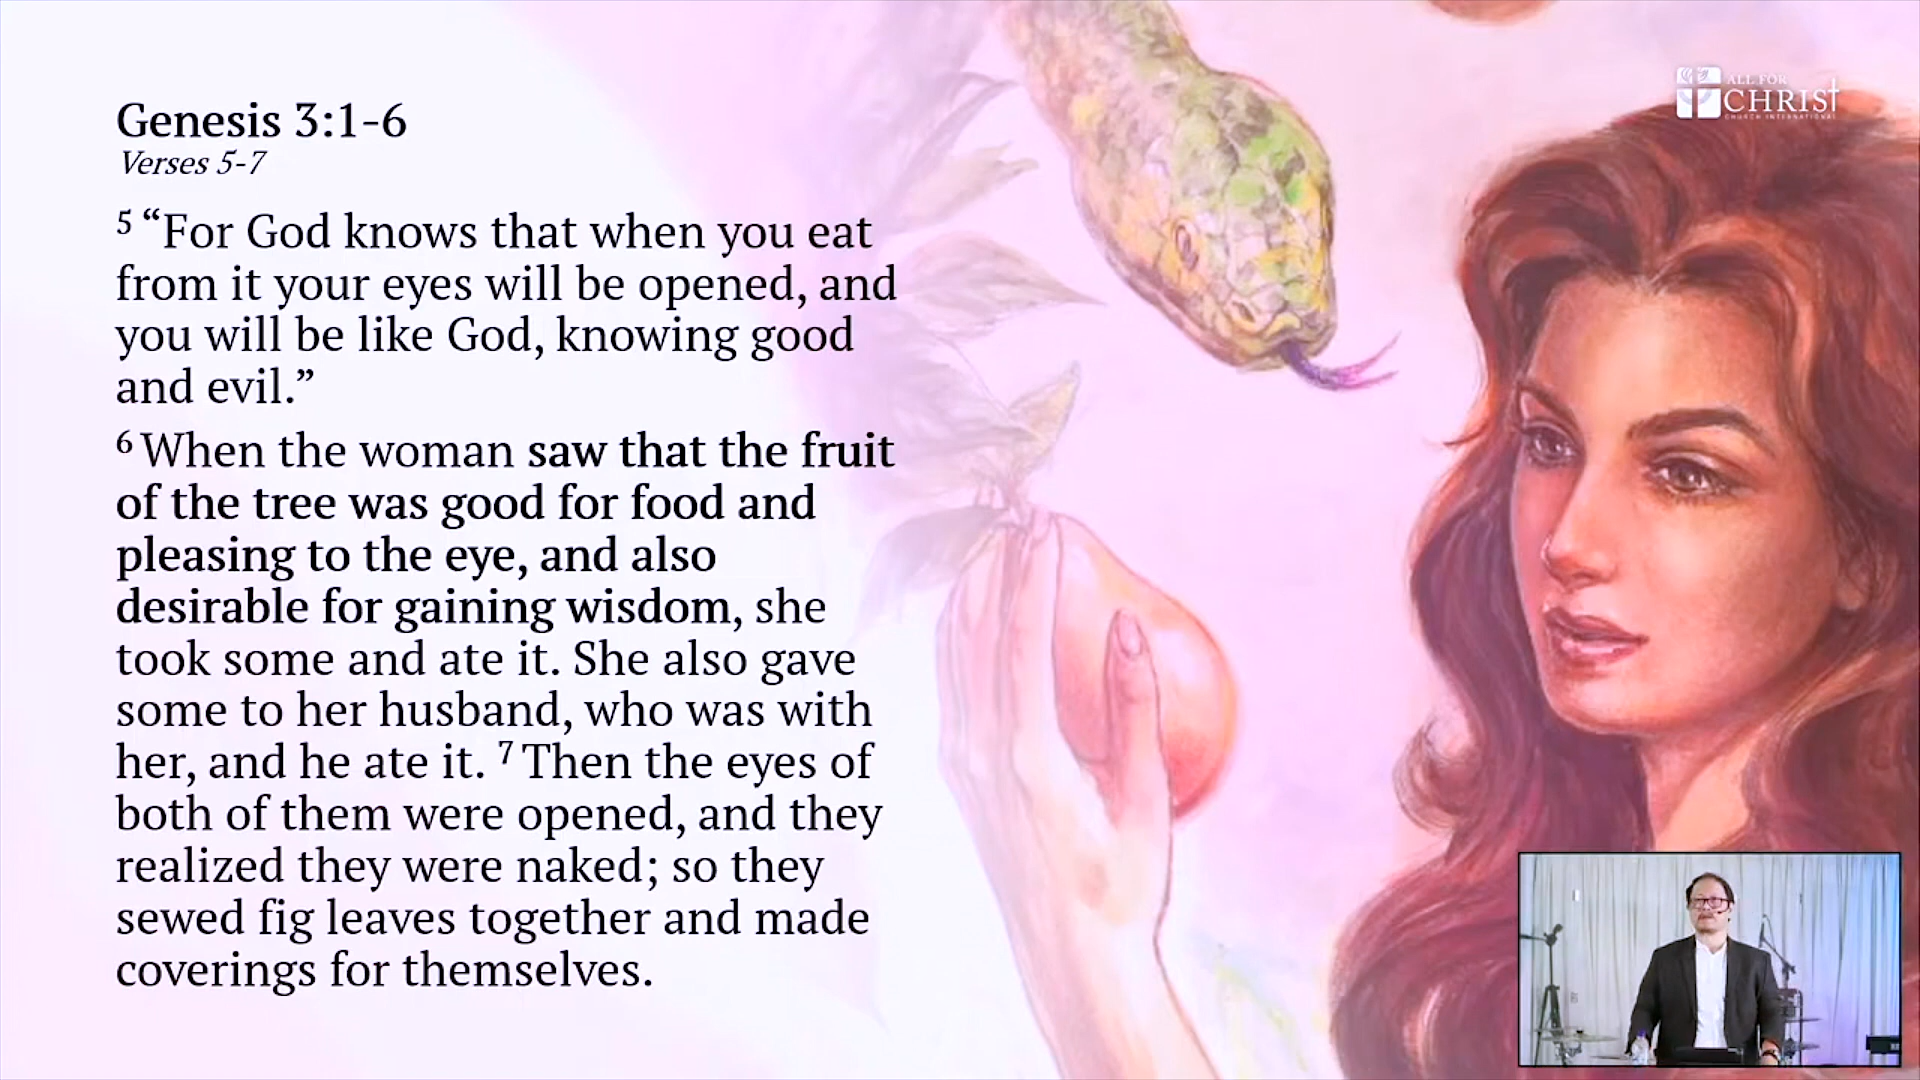 Genesis 3:1-6
Verses 5-7
5 “For God knows that when you eat
from it your eyes will be opened, and
you will be like God, knowing good
and evil.”
6 When the woman saw that the fruit
of the tree was good for food and
pleasing to the eye, and also
desirable for gaining wisdom, she
took some and ate it. She also gave
some to her husband, who was with
her, and he ate it. 7 Then the eyes of
both of them were opened, and they
realized they were naked; so they
sewed fig leaves together and made
coverings for themselves.
ALL FOR
CHRIST
CHURCH INTERNATIONAL